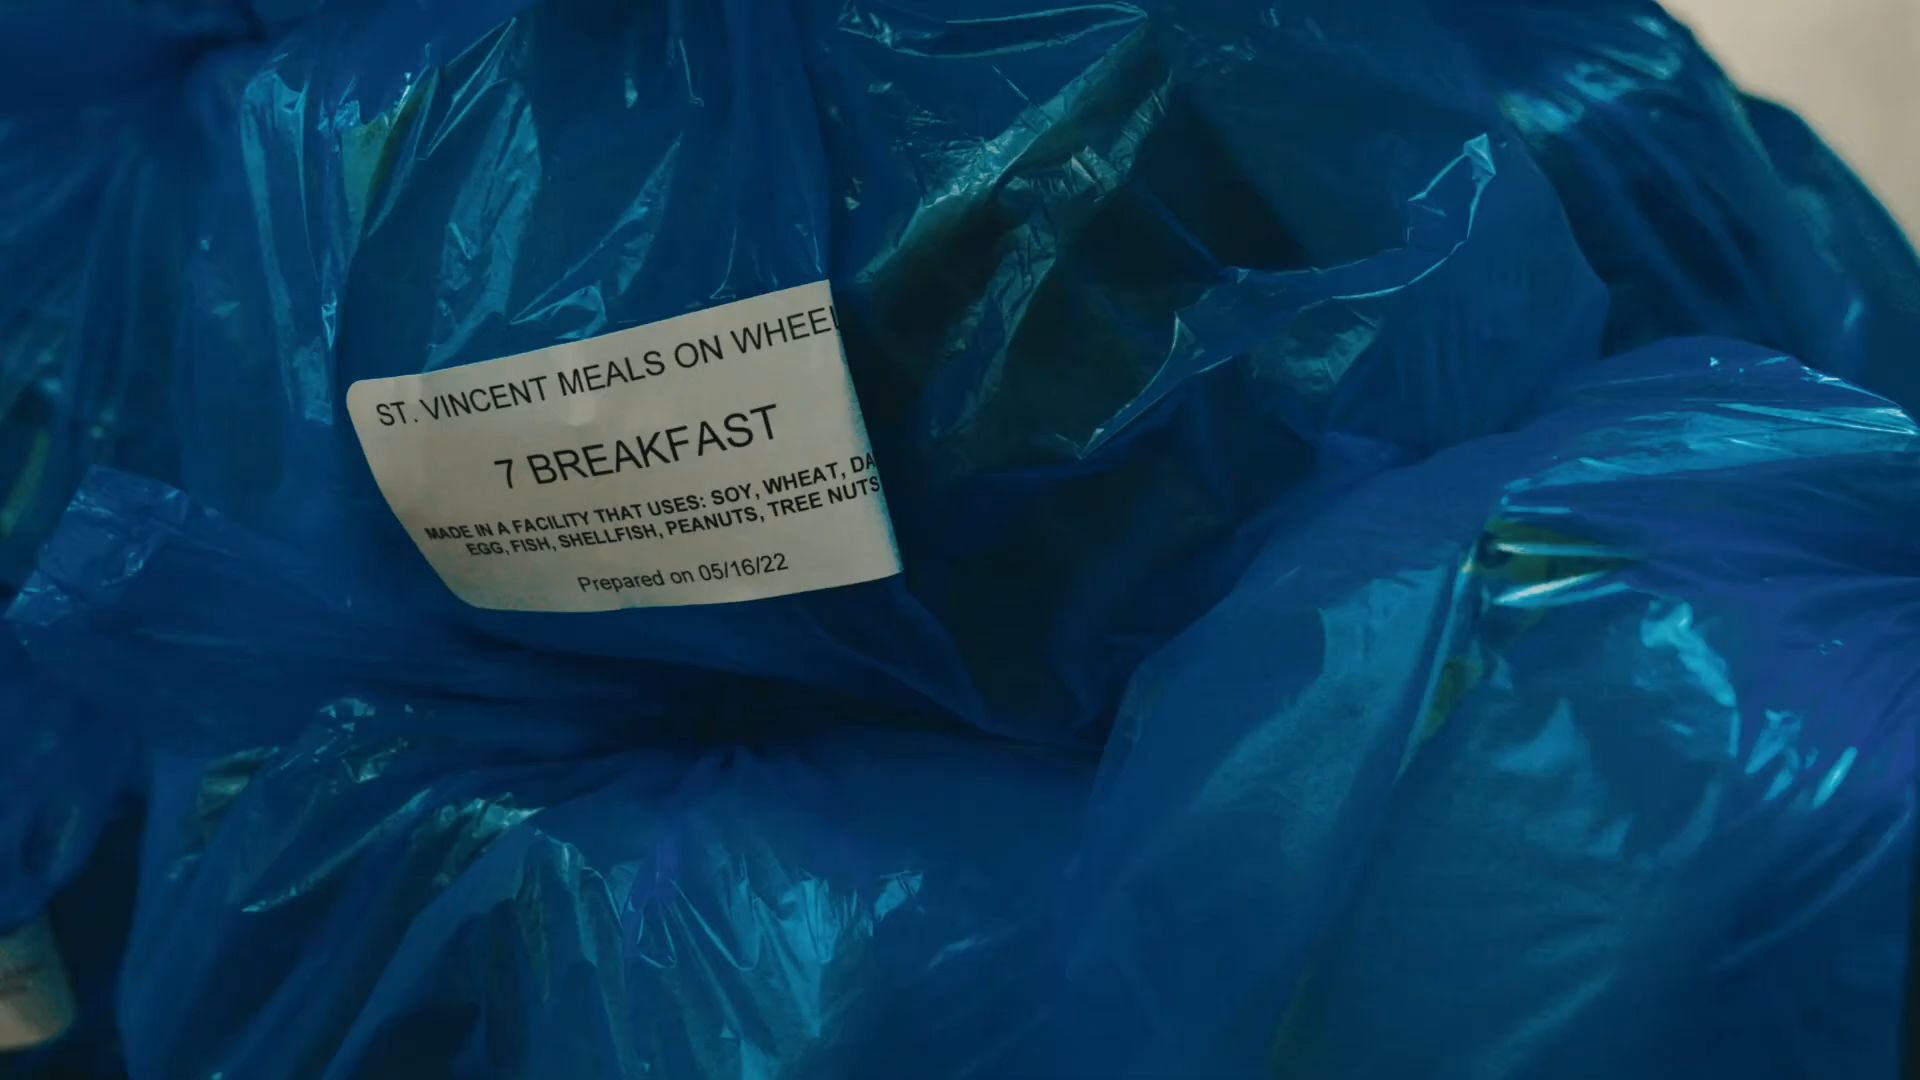 ST. VINCENT MEALS ON WHEEL
7 BREAKFAST
MADE IN A FACILITY THAT USES: SOY, WHEAT, DA
EGG, FISH, SHELLFISH, PEANUTS, TREE NUTS
Prepared on 05/16/22